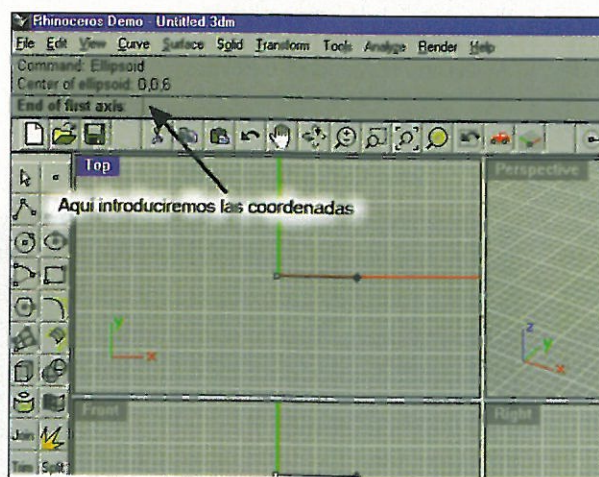 Rhinoceros Demo - Untitled.3dm
File Edit View Curve Surface Solid Transform Tools Analyze Render Help
Command: Ellipsoid
Center of ellipsoid: 0,0,6
End of first axis:
Top
Perspective
Aqui introduciremos las coordenadas
y
x
z
y
x
Front
Right
Join
Trim Split